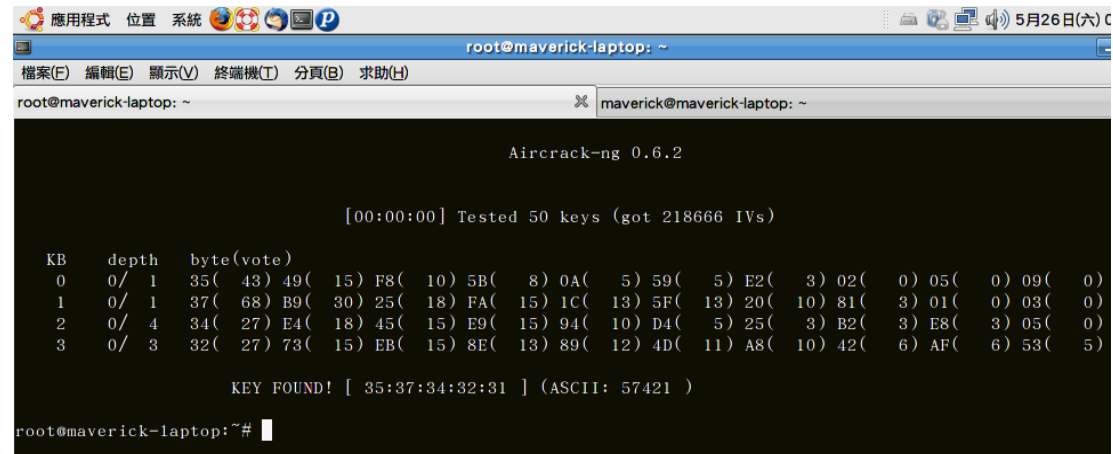 應用程式 位置 系統 5月26日(六)
root@maverick-laptop: ~
檔案(F) 編輯(E) 顯示(V) 終端機(T) 分頁(B) 求助(H)
root@maverick-laptop: ~ maverick@maverick-laptop: ~
Aircrack-ng 0.6.2
[00:00:00] Tested 50 keys (got 218666 IVs)
KB depth byte(vote)
0 0/ 1 35( 43) 49( 15) F8( 10) 5B( 8) 0A( 5) 59( 5) E2( 3) 02( 0) 05( 0) 09( 0)
1 0/ 1 37( 68) B9( 30) 25( 18) FA( 15) 1C( 13) 5F( 13) 20( 10) 81( 3) 01( 0) 03( 0)
2 0/ 4 34( 27) E4( 18) 45( 15) E9( 15) 94( 10) D4( 5) 25( 3) B2( 3) E8( 3) 05( 0)
3 0/ 3 32( 27) 73( 15) EB( 15) 8E( 13) 89( 12) 4D( 11) A8( 10) 42( 6) AF( 6) 53( 5)
KEY FOUND! [ 35:37:34:32:31 ] (ASCII: 57421 )
root@maverick-laptop:~#